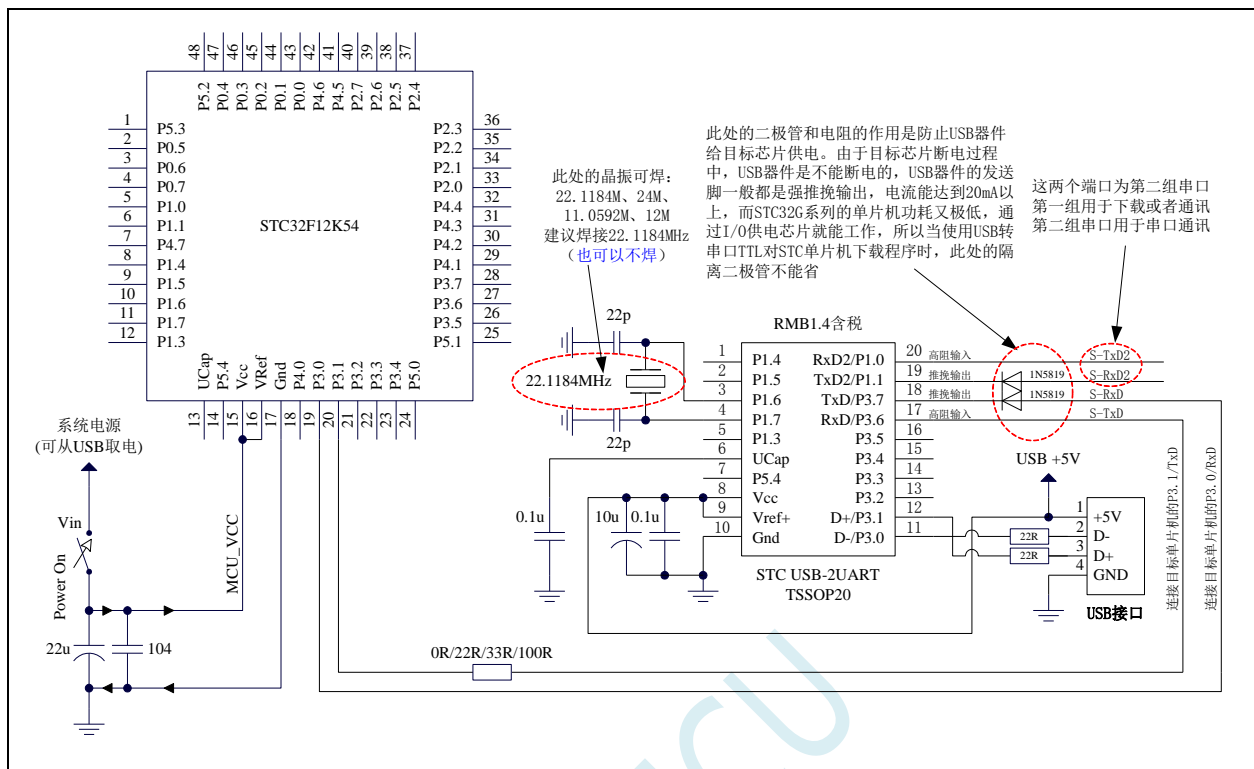 48 47 46 45 44 43 42 41 40 39 38 37
P5.2 P0.4 P0.3 P0.2 P0.1 P0.0 P4.6 P4.5 P2.7 P2.6 P2.5 P2.4
1 P5.3
2 P0.5
3 P0.6
4 P0.7
5 P1.0
6 P1.1
7 P4.7
8 P1.4
9 P1.5
10 P1.6
11 P1.7
12 P1.3
STC32F12K54
P2.3 36
P2.2 35
P2.1 34
P2.0 33
P4.4 32
P4.3 31
P4.2 30
P4.1 29
P3.7 28
P3.6 27
P3.5 26
P5.1 25
UCap P5.4 Vcc VRef Gnd P4.0 P3.0 P3.1 P3.2 P3.3 P3.4 P5.0
13 14 15 16 17 18 19 20 21 22 23 24
此处的晶振可焊:
22.1184M、24M、
11.0592M、12M
建议焊接22.1184MHz
(也可以不焊)
此处的二极管和电阻的作用是防止USB器件
给目标芯片供电。由于目标芯片断电过程
中，USB器件是不能断电的，USB器件的发送
脚一般都是强推挽输出，电流能达到20mA以
上，而STC32G系列的单片机功耗又极低，通
过I/O供电芯片就能工作，所以当使用USB转
串口TTL对STC单片机下载程序时，此处的隔
离二极管不能省
这两个端口为第二组串口
第一组用于下载或者通讯
第二组串口用于串口通讯
22p
22.1184MHz
22p
RMB1.4含税
1 P1.4
2 P1.5
3 P1.6
4 P1.7
5 P1.3
6 UCap
7 P5.4
8 Vcc
9 Vref+
10 Gnd
RxD2/P1.0 20 高阻输入 S-TxD2
TxD2/P1.1 19 推挽输出 1N5819 S-RxD2
TxD/P3.7 18 推挽输出 1N5819 S-RxD
RxD/P3.6 17 高阻输入 S-TxD
P3.5 16
P3.4 15
P3.3 14
P3.2 13
D+/P3.1 12
D-/P3.0 11
STC USB-2UART
TSSOP20
0.1u
10u
0.1u
USB +5V
22R
22R
1 +5V
2 D-
3 D+
4 GND
USB接口
连接目标单片机的P3.1/TxD
连接目标单片机的P3.0/RxD
系统电源
(可从USB取电)
Vin
Power On
MCU_VCC
22u
104
0R/22R/33R/100R
MCU